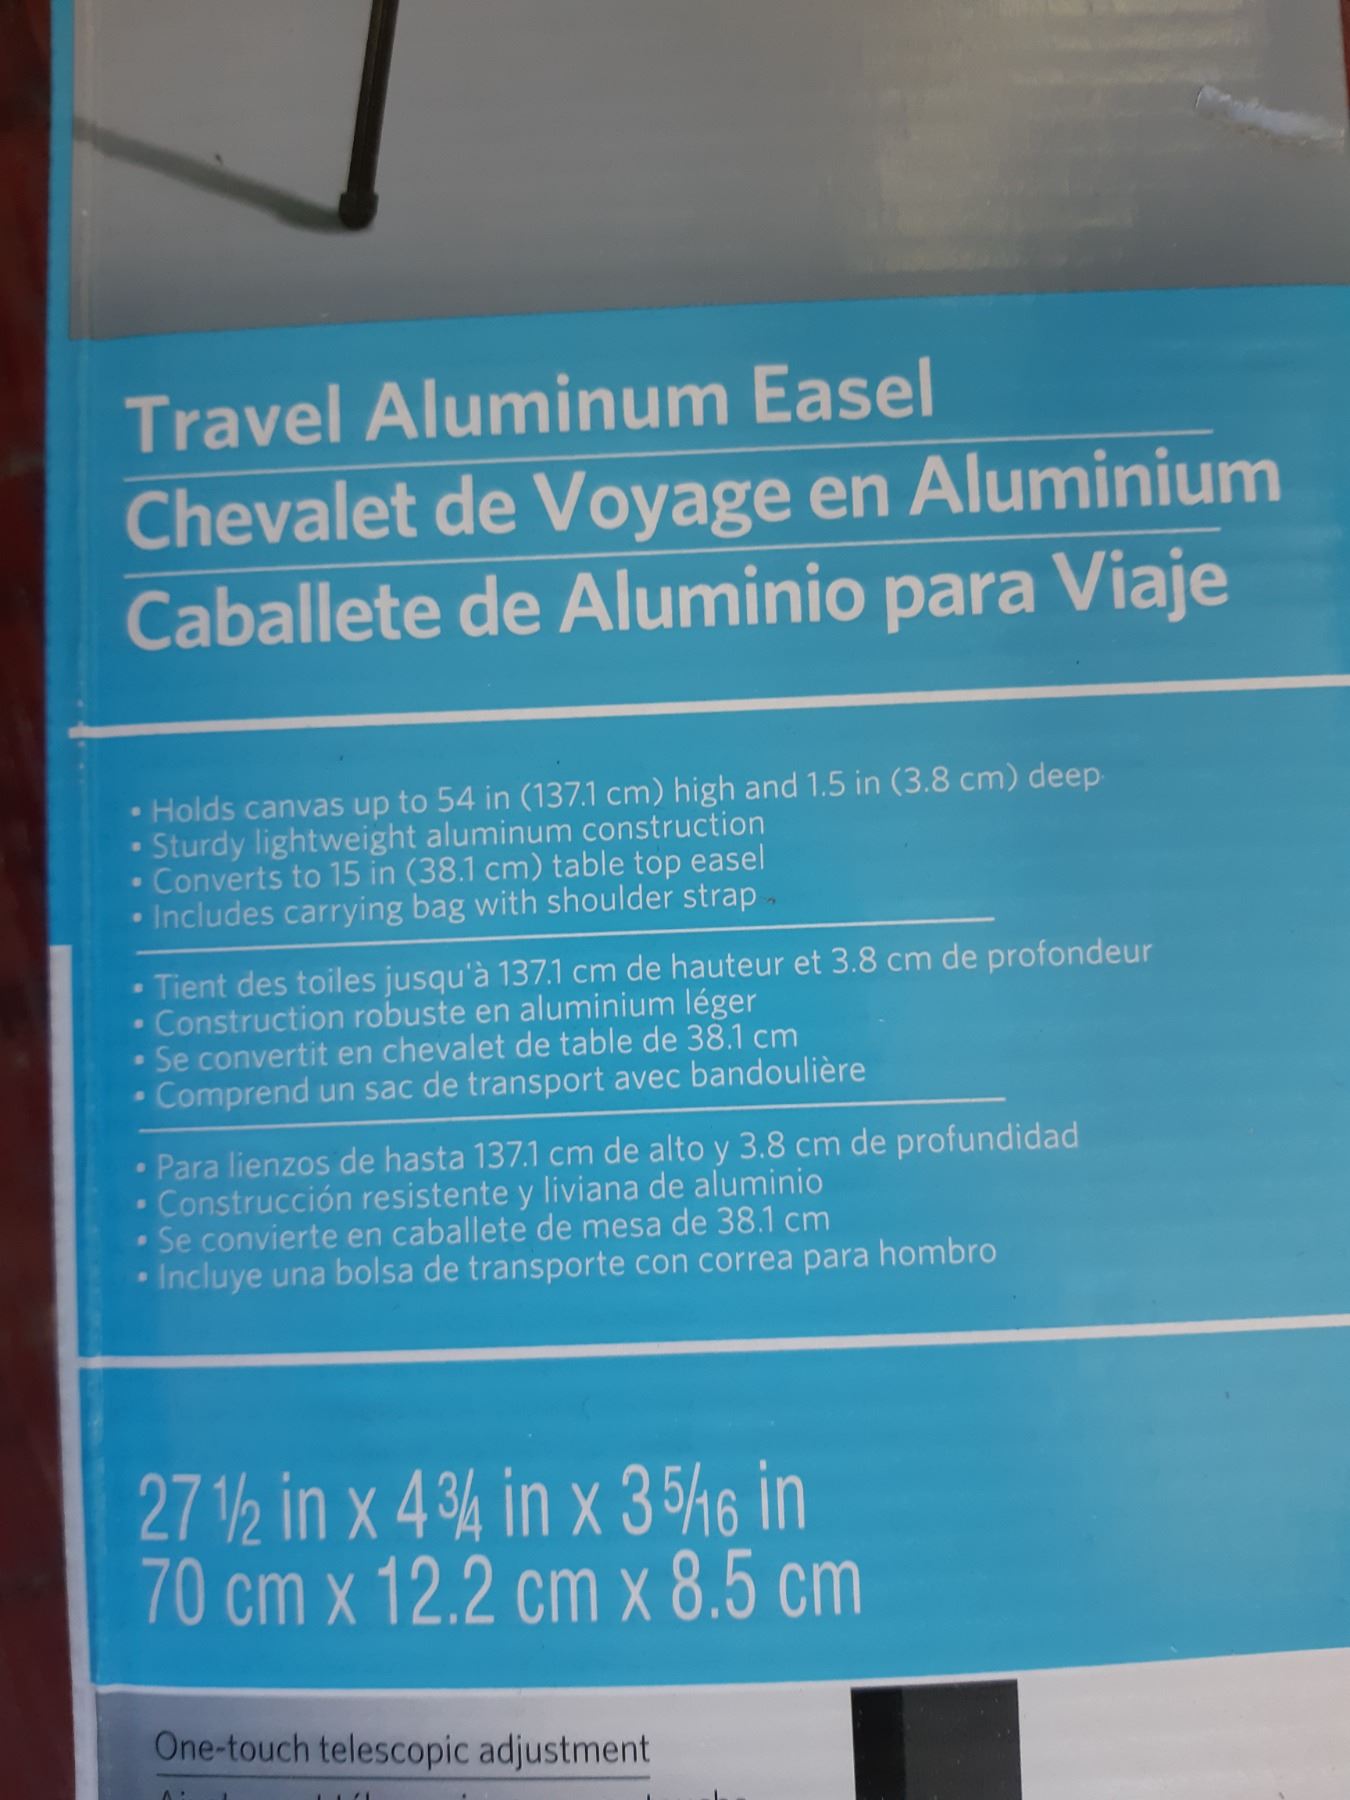 Travel Aluminum Easel
Chevalet de Voyage en Aluminium
Caballete de Aluminio para Viaje
• Holds canvas up to 54 in (137.1 cm) high and 1.5 in (3.8 cm) deep
• Sturdy lightweight aluminum construction
• Converts to 15 in (38.1 cm) table top easel
• Includes carrying bag with shoulder strap
• Tient des toiles jusqu'à 137.1 cm de hauteur et 3.8 cm de profondeur
• Construction robuste en aluminium léger
• Se convertit en chevalet de table de 38.1 cm
• Comprend un sac de transport avec bandoulière
• Para lienzos de hasta 137.1 cm de alto y 3.8 cm de profundidad
• Construcción resistente y liviana de aluminio
• Se convierte en caballete de mesa de 38.1 cm
• Incluye una bolsa de transporte con correa para hombro
27 1/2 in x 4 3/4 in x 3 5/16 in
70 cm x 12.2 cm x 8.5 cm
One-touch telescopic adjustment